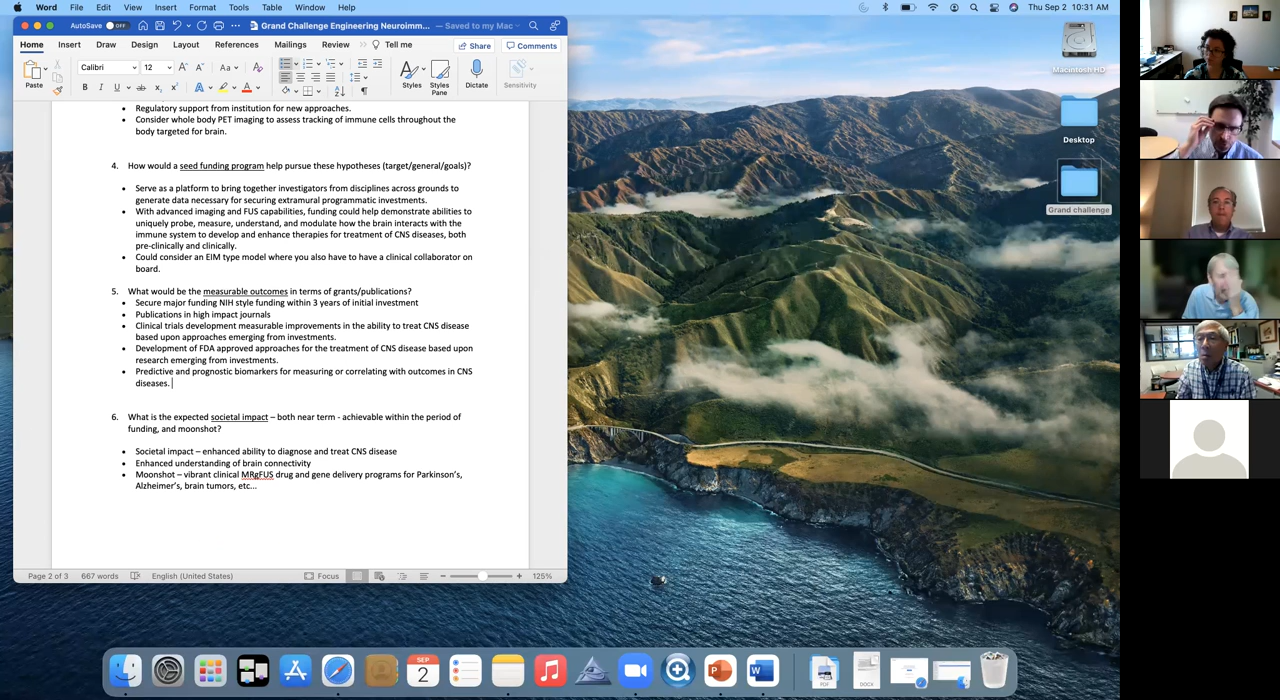 Word File Edit View Insert Format Tools Table Window Help
Thu Sep 2 10:31 AM
AutoSave OFF
Grand Challenge Engineering Neuroimm... — Saved to my Mac
Home Insert Draw Design Layout References Mailings Review Tell me
Share Comments
Calibri 12
Paste
Styles
Styles Pane
Dictate
Sensitivity
• Regulatory support from institution for new approaches.
• Consider whole body PET imaging to assess tracking of immune cells throughout the
body targeted for brain.
4. How would a seed funding program help pursue these hypotheses (target/general/goals)?
• Serve as a platform to bring together investigators from disciplines across grounds to
generate data necessary for securing extramural programmatic investments.
• With advanced imaging and FUS capabilities, funding could help demonstrate abilities to
uniquely probe, measure, understand, and modulate how the brain interacts with the
immune system to develop and enhance therapies for treatment of CNS diseases, both
pre-clinically and clinically.
• Could consider an EIM type model where you also have to have a clinical collaborator on
board.
5. What would be the measurable outcomes in terms of grants/publications?
• Secure major funding NIH style funding within 3 years of initial investment
• Publications in high impact journals
• Clinical trials development measurable improvements in the ability to treat CNS disease
based upon approaches emerging from investments.
• Development of FDA approved approaches for the treatment of CNS disease based upon
research emerging from investments.
• Predictive and prognostic biomarkers for measuring or correlating with outcomes in CNS
diseases.
6. What is the expected societal impact – both near term - achievable within the period of
funding, and moonshot?
• Societal impact – enhanced ability to diagnose and treat CNS disease
• Enhanced understanding of brain connectivity
• Moonshot – vibrant clinical MRgFUS drug and gene delivery programs for Parkinson's,
Alzheimer's, brain tumors, etc...
Page 2 of 3 667 words English (United States)
Focus
125%
Macintosh HD
Desktop
Grand challenge
SEP
2
PDF
DOCX